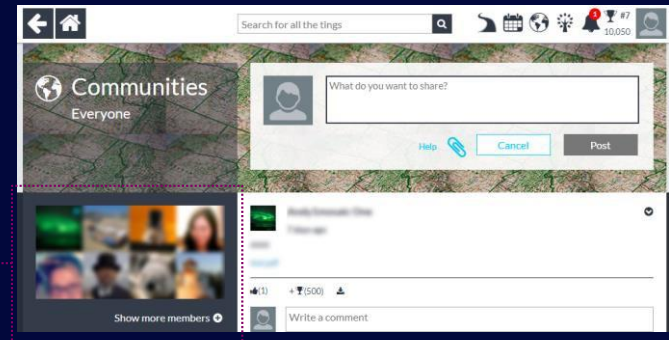 Search for all the tings
1
#7
10,050
Communities
Everyone
What do you want to share?
Help
Cancel
Post
(1)
+ (500)
Show more members
Write a comment